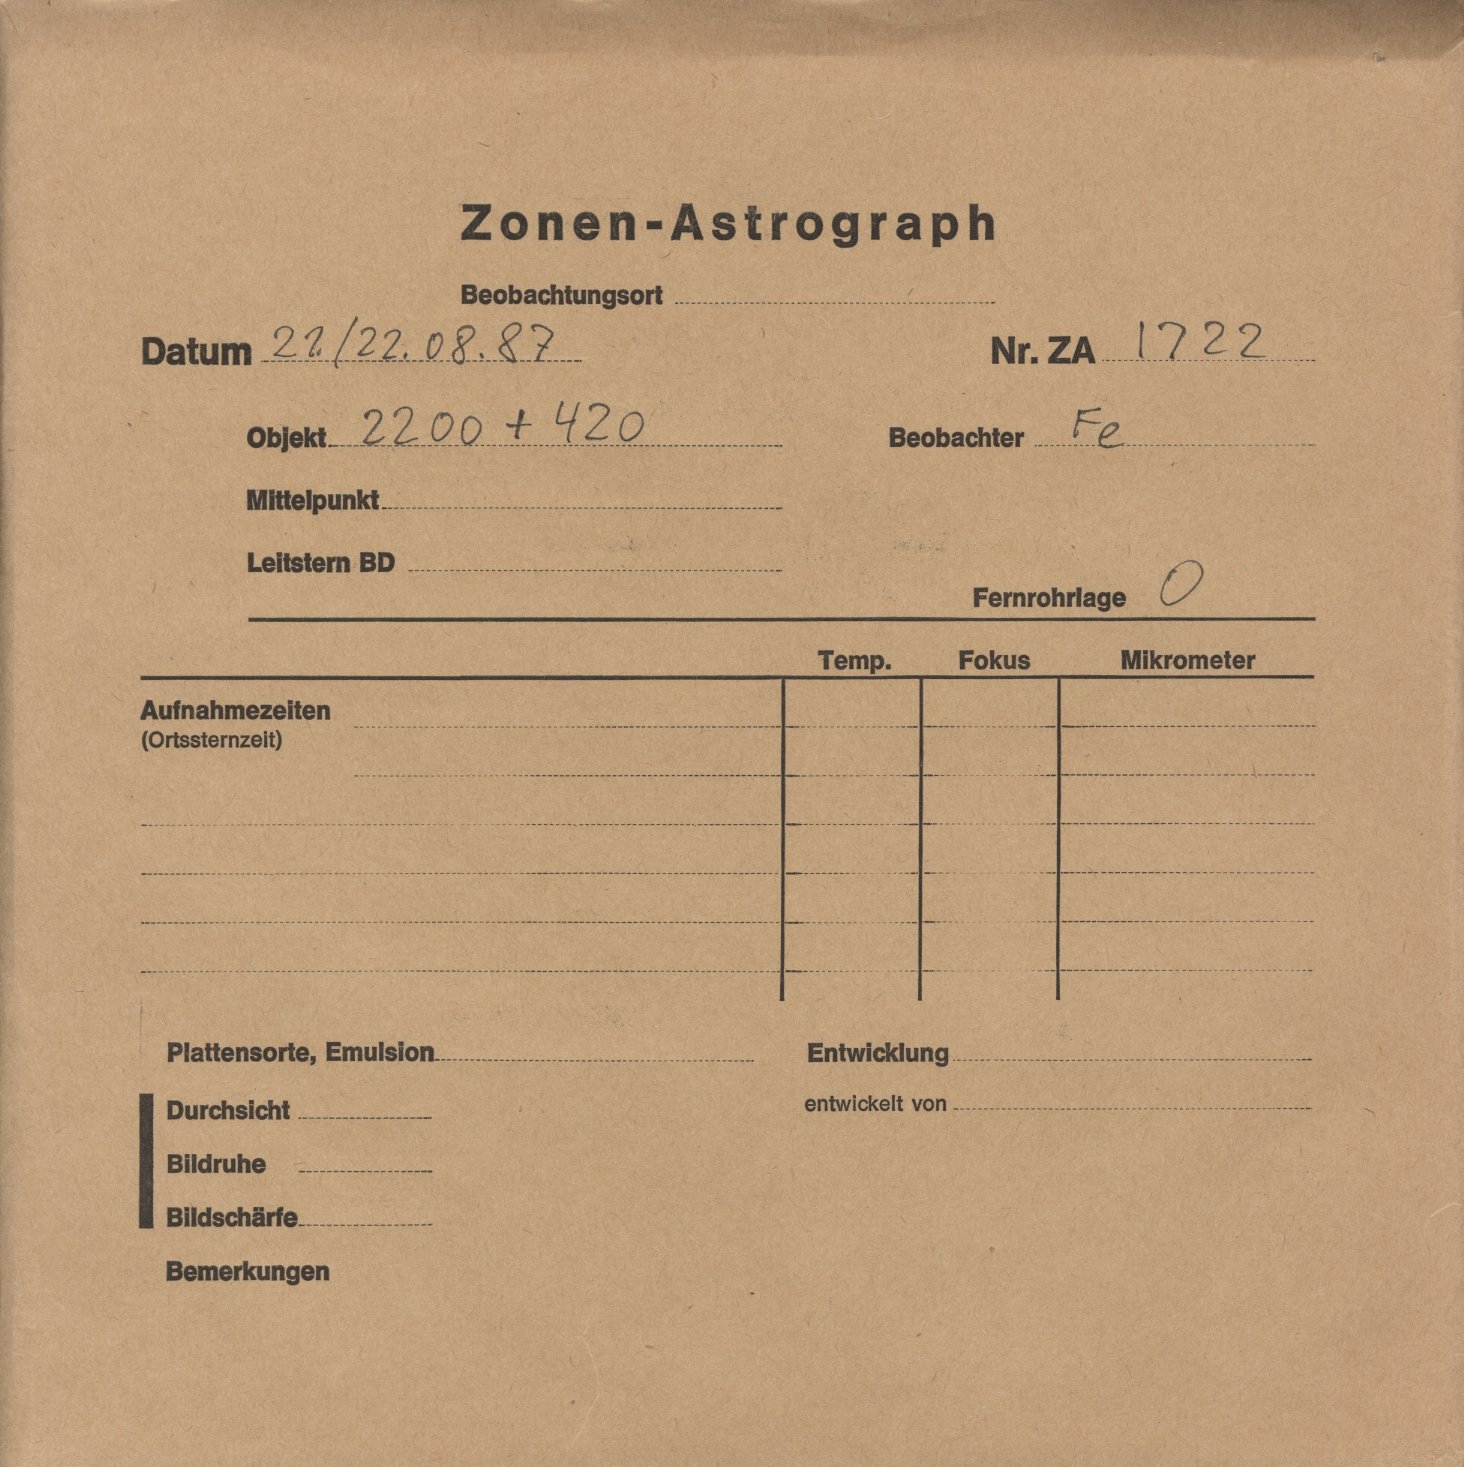 Zonen-Astrograph
Beobachtungsort
Datum 21./22.08.87 Nr. ZA 1722
Objekt 2200 + 420 Beobachter Fe
Mittelpunkt
Leitstern BD
Fernrohrlage O
Temp. Fokus Mikrometer
Aufnahmezeiten
(Ortssternzeit)
Plattensorte, Emulsion Entwicklung
Durchsicht entwickelt von
Bildruhe
Bildschärfe
Bemerkungen